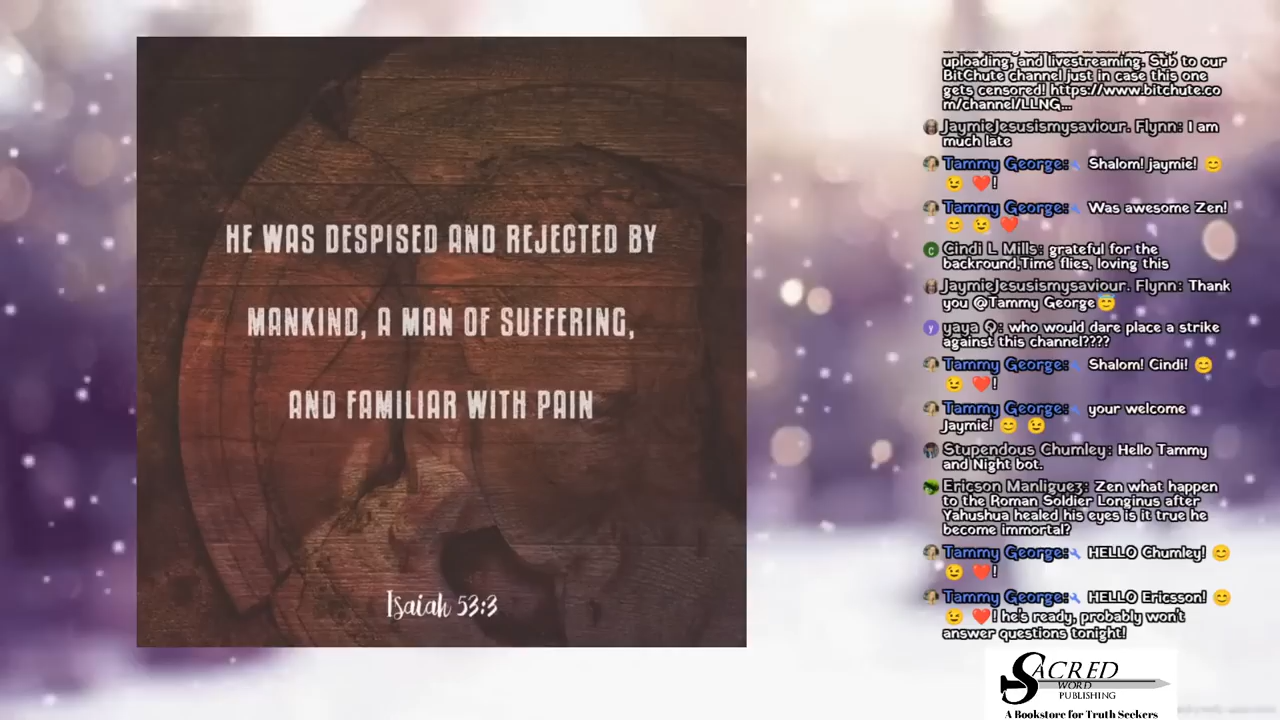 HE WAS DESPISED AND REJECTED BY
MANKIND, A MAN OF SUFFERING,
AND FAMILIAR WITH PAIN
Isaiah 53:3
uploading, and livestreaming. Sub to our
BitChute channel just in case this one
gets censored! https://www.bitchute.co
m/channel/LLNG...
JaymieJesusismysaviour. Flynn: I am
much late
Tammy George: Shalom! jaymie! 😊
😉 ❤️!
Tammy George: Was awesome Zen!
😊 😉 ❤️
C Cindi L Mills: grateful for the
backround,Time flies, loving this
JaymieJesusismysaviour. Flynn: Thank
you @Tammy George😇
y yaya Q: who would dare place a strike
against this channel????
Tammy George: Shalom! Cindi! 😊
😉 ❤️!
Tammy George: your welcome
Jaymie! 😊 😉
Stupendous Chumley: Hello Tammy
and Night bot.
Ericson Manliguez: Zen what happen
to the Roman Soldier Longinus after
Yahushua healed his eyes is it true he
become immortal?
Tammy George: HELLO Chumley! 😊
😉 ❤️!
Tammy George: HELLO Ericsson! 😊
😉 ❤️! he's ready, probably won't
answer questions tonight!
SACRED
WORD
PUBLISHING
A Bookstore for Truth Seekers